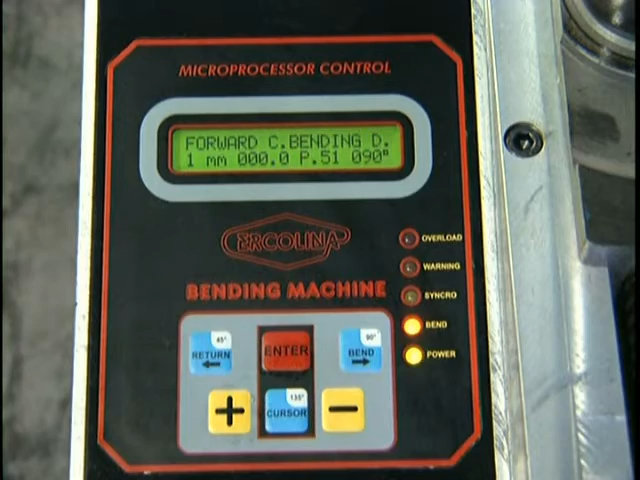 MICROPROCESSOR CONTROL
FORWARD C.BENDING D.
1 mm 000.0 P.51 090°
ERCOLINA
BENDING MACHINE
OVERLOAD
WARNING
SYNCRO
BEND
POWER
45°
RETURN
←
ENTER
90°
BEND
→
+
135°
CURSOR
−